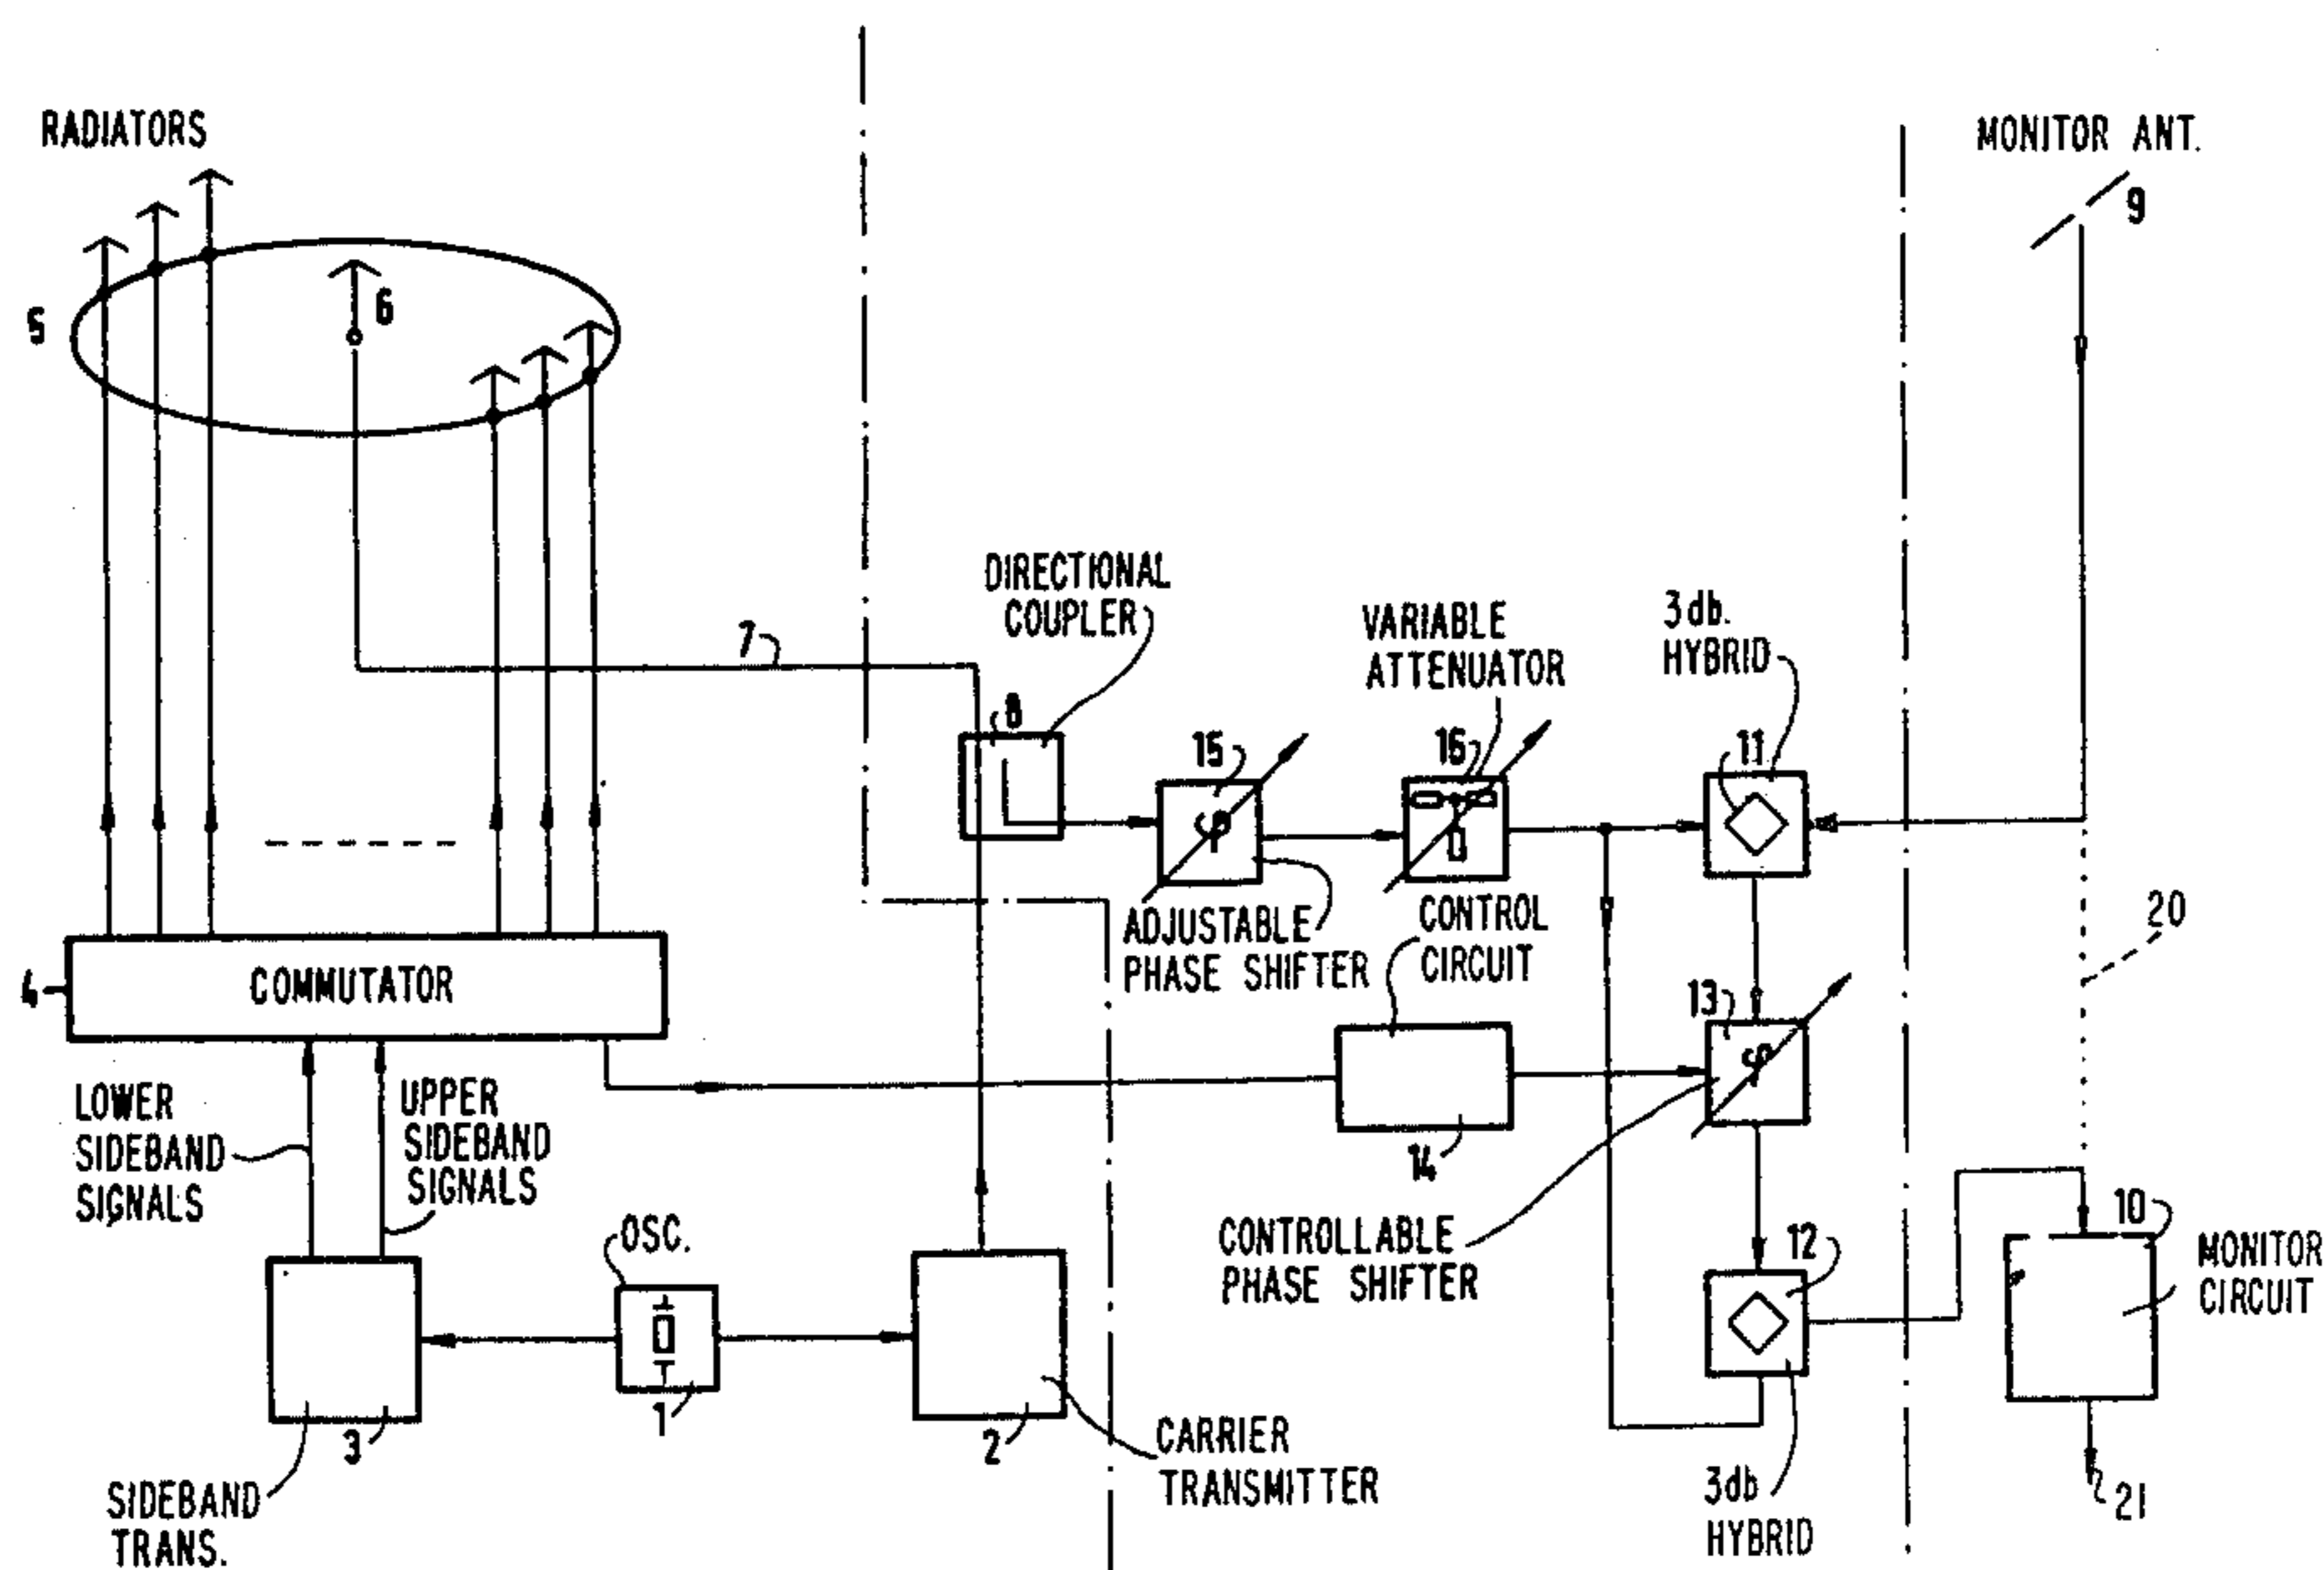 RADIATORS
MONITOR ANT.
9
5
6
DIRECTIONAL
COUPLER
7
8
VARIABLE
ATTENUATOR
3db.
HYBRID
15
16
11
ADJUSTABLE
PHASE SHIFTER
CONTROL
CIRCUIT
20
4
COMMUTATOR
13
φ
φ
LOWER
SIDEBAND
SIGNALS
UPPER
SIDEBAND
SIGNALS
14
CONTROLLABLE
PHASE SHIFTER
OSC.
12
10
MONITOR
CIRCUIT
1
3
2
CARRIER
TRANSMITTER
SIDEBAND
TRANS.
3db
HYBRID
21